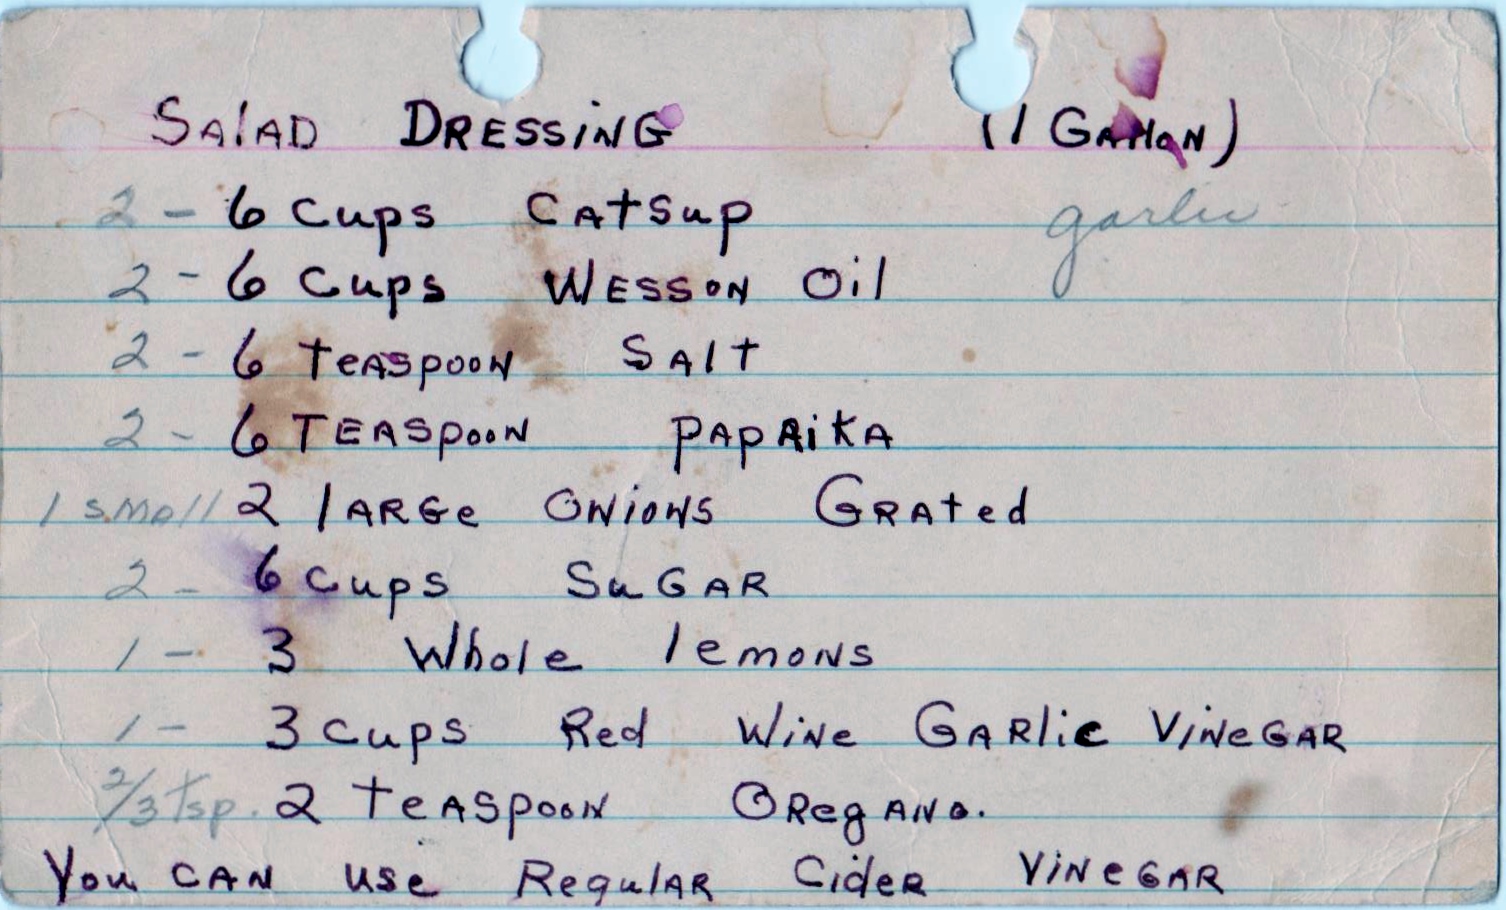 Salad Dressing (1 Gallon)
garlic
2 - 6 Cups Catsup
2 - 6 Cups Wesson Oil
2 - 6 Teaspoon Salt
2 - 6 Teaspoon Paprika
1 small 2 large Onions Grated
2 - 6 Cups Sugar
1 - 3 Whole lemons
1 - 3 Cups Red Wine Garlic Vinegar
2/3 tsp. 2 Teaspoon Oregano.
You can use Regular Cider Vinegar